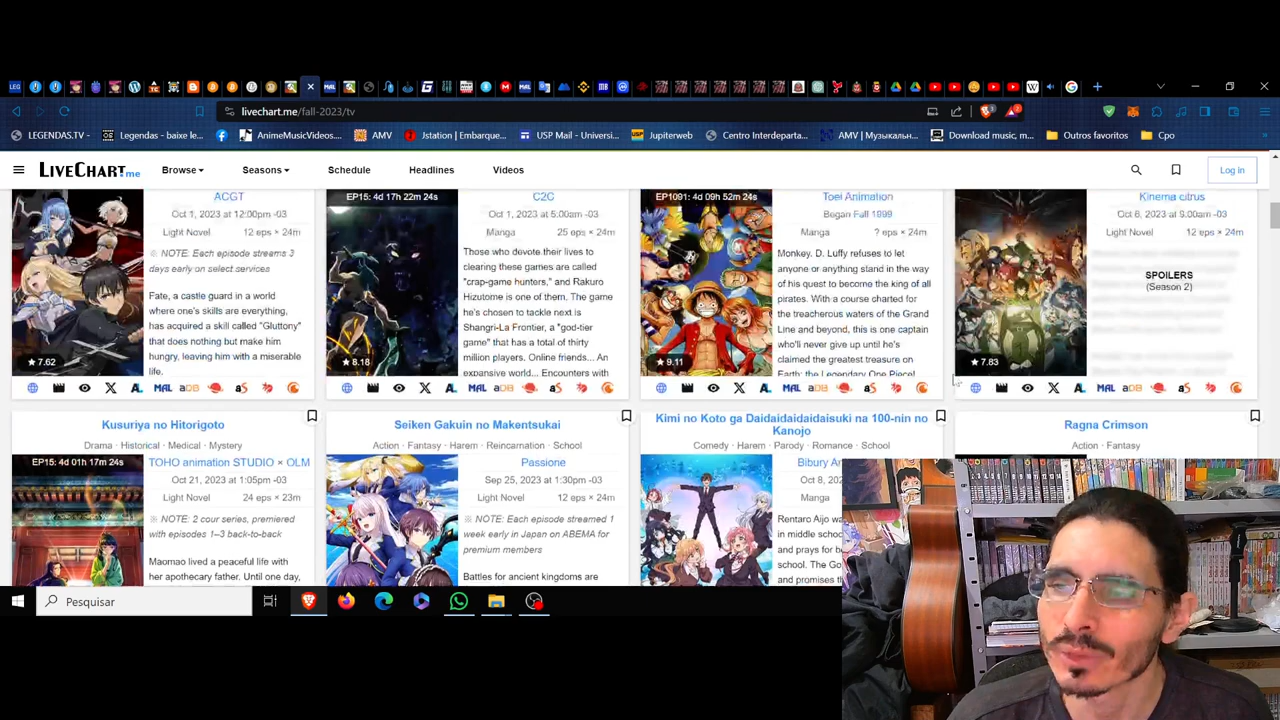 livechart.me/fall-2023/tv
LEGENDAS.TV -
Legendas - baixe le...
AnimeMusicVideos....
AMV
Jstation | Embarque...
USP Mail - Universi...
Jupiterweb
Centro Interdeparta...
AMV | Музыкальн...
Download music, m...
Outros favoritos
Cpo
LIVECHART.me
Browse
Seasons
Schedule
Headlines
Videos
Log in
ACGT
Oct 1, 2023 at 12:00pm -03
Light Novel
12 eps × 24m
※ NOTE: Each episode streams 3
days early on select services
Fate, a castle guard in a world
where one's skills are everything,
has acquired a skill called "Gluttony"
that does nothing but make him
hungry, leaving him with a miserable
life.
★ 7.62
EP15: 4d 17h 22m 24s
C2C
Oct 1, 2023 at 5:00am -03
Manga
25 eps × 24m
Those who devote their lives to
clearing these games are called
"crap-game hunters," and Rakuro
Hizutome is one of them. The game
he's chosen to tackle next is
Shangri-La Frontier, a "god-tier
game" that has a total of thirty
million players. Online friends... An
expansive world... Encounters with
★ 8.18
EP1091: 4d 09h 52m 24s
Toei Animation
Began Fall 1999
Manga
? eps × 24m
Monkey. D. Luffy refuses to let
anyone or anything stand in the way
of his quest to become the king of all
pirates. With a course charted for
the treacherous waters of the Grand
Line and beyond, this is one captain
who'll never give up until he's
claimed the greatest treasure on
Earth: the Legendary One Piece!
★ 9.11
Kinema citrus
Oct 6, 2023 at 9:00am -03
Light Novel
12 eps × 24m
SPOILERS
(Season 2)
★ 7.83
Kusuriya no Hitorigoto
Drama · Historical · Medical · Mystery
EP15: 4d 01h 17m 24s
TOHO animation STUDIO × OLM
Oct 21, 2023 at 1:05pm -03
Light Novel
24 eps × 23m
※ NOTE: 2 cour series, premiered
with episodes 1–3 back-to-back
Maomao lived a peaceful life with
her apothecary father. Until one day,
Seiken Gakuin no Makentsukai
Action · Fantasy · Harem · Reincarnation · School
Passione
Sep 25, 2023 at 1:30pm -03
Light Novel
12 eps × 24m
※ NOTE: Each episode streamed 1
week early in Japan on ABEMA for
premium members
Battles for ancient kingdoms are
Kimi no Koto ga Daidaidaidaidaisuki na 100-nin no
Kanojo
Comedy · Harem · Parody · Romance · School
Bibury An
Oct 8, 202
Manga
Rentaro Aijo wa
in middle schoo
and prays for b
school. The Go
and promises th
Ragna Crimson
Action · Fantasy
Pesquisar